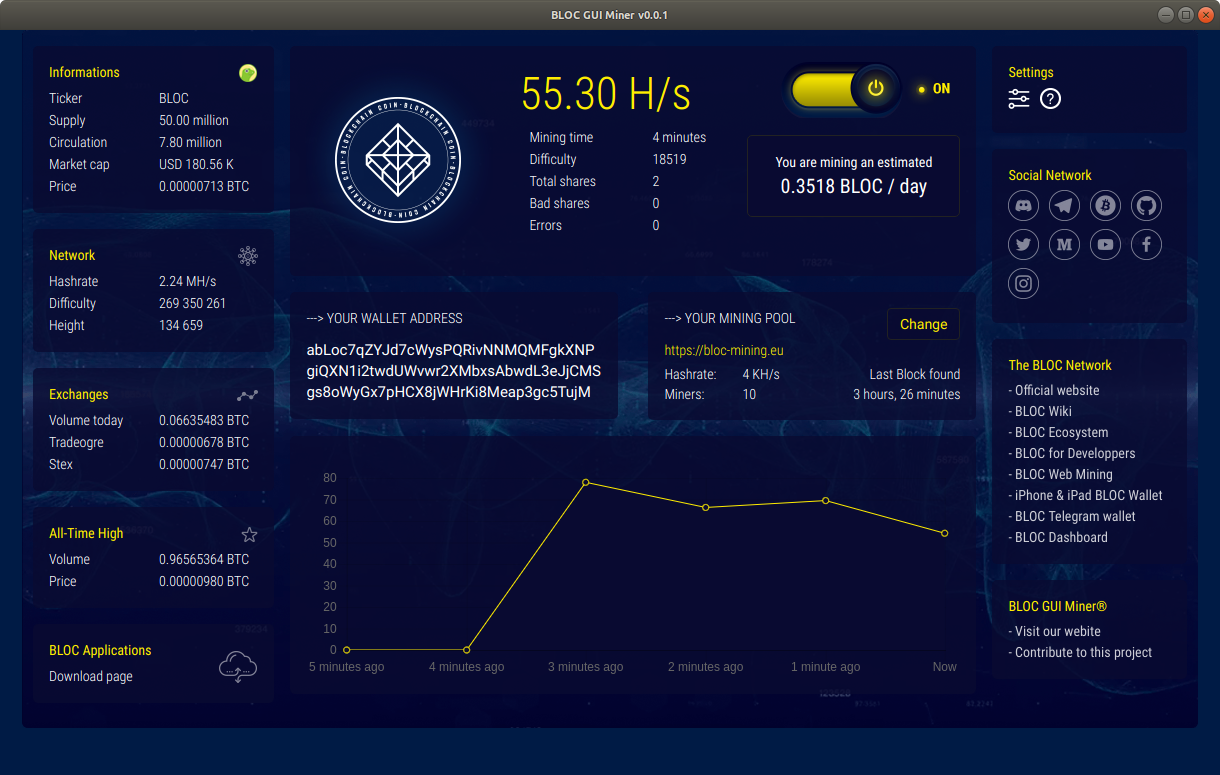 BLOC GUI Miner v0.0.1
Informations
Ticker BLOC
Supply 50.00 million
Circulation 7.80 million
Market cap USD 180.56 K
Price 0.00000713 BTC
Network
Hashrate 2.24 MH/s
Difficulty 269 350 261
Height 134 659
Exchanges
Volume today 0.06635483 BTC
Tradeogre 0.00000678 BTC
Stex 0.00000747 BTC
All-Time High
Volume 0.96565364 BTC
Price 0.00000980 BTC
BLOC Applications
Download page
COIN·BLOCKCHAIN COIN·BLOCKCHAIN COIN·BLOCKCHAIN
55.30 H/s
Mining time 4 minutes
Difficulty 18519
Total shares 2
Bad shares 0
Errors 0
ON
You are mining an estimated
0.3518 BLOC / day
---> YOUR WALLET ADDRESS
abLoc7qZYJd7cWysPQRivNNMQMFgkXNP
giQXN1i2twdUWvwr2XMbxsAbwdL3eJjCMS
gs8oWyGx7pHCX8jWHrKi8Meap3gc5TujM
---> YOUR MINING POOL
Change
https://bloc-mining.eu
Hashrate: 4 KH/s Last Block found
Miners: 10 3 hours, 26 minutes
80
70
60
50
40
30
20
10
0
5 minutes ago 4 minutes ago 3 minutes ago 2 minutes ago 1 minute ago Now
Settings
?
Social Network
The BLOC Network
- Official website
- BLOC Wiki
- BLOC Ecosystem
- BLOC for Developpers
- BLOC Web Mining
- iPhone & iPad BLOC Wallet
- BLOC Telegram wallet
- BLOC Dashboard
BLOC GUI Miner®
- Visit our webite
- Contribute to this project